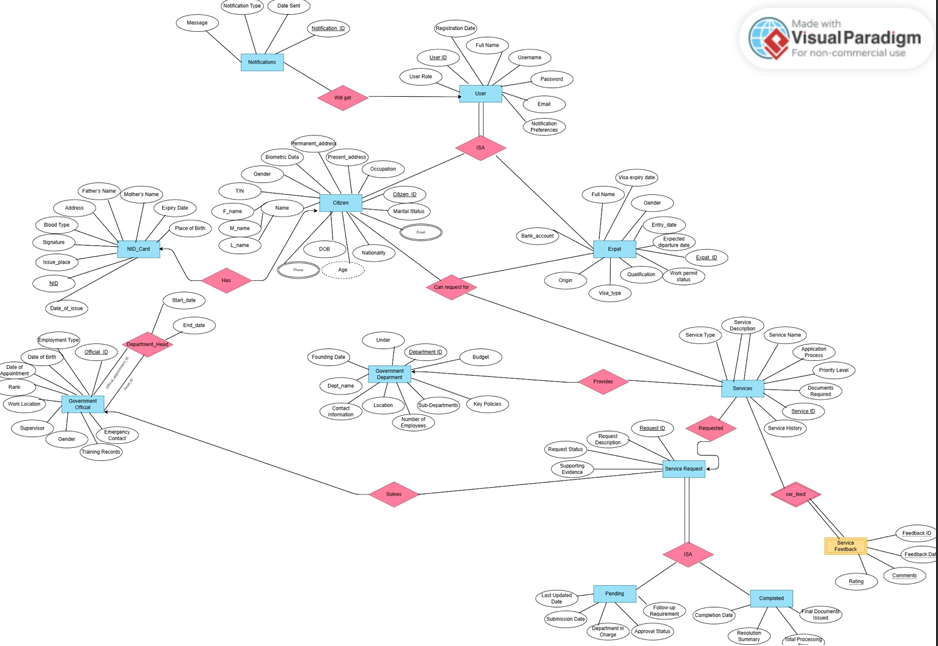 Made with
Visual Paradigm
For non-commercial use
Notification Type
Date Sent
Message
Notification_ID
Notifications
Will get
Registration Date
Full Name
User ID
Username
User Role
Password
Email
Notification
Preferences
User
ISA
Permanent_address
Biometric Data
Present_address
Gender
Occupation
TIN
Citizen_ID
F_name
Name
Citizen
Marital Status
M_name
Email
L_name
DOB
Nationality
Phone
Age
Visa expiry date
Full Name
Gender
Entry_date
Bank_account
Expected
dparture date
Expat
Expat_ID
Origin
Qualification
Work permit
status
Visa_type
Can request for
Father's Name
Mother's Name
Address
Expiry Date
Blood Type
Place of Birth
Signature
NID_Card
Issue_place
NID
Date_of_issue
Has
Start_date
End_date
Department_Head
Employment Type
Official_ID
Date of Birth
Date of
Appointment
Rank
Work Location
Government
Official
Supervisor
Gender
Emergency
Contact
Training Records
Under
Founding Date
Department ID
Budget
Government
Deparment
Dept_name
Contact
Information
Location
Sub-Departments
Key Policies
Number of
Employees
Provides
Service Type
Service
Description
Service Name
Application
Process
Priority Level
Services
Documents
Required
Service ID
Service History
Requested
Request ID
Request
Description
Request Status
Supporting
Evidence
Service Request
Solves
ser_feed
Service
Feedback
Feedback ID
Feedback Dat
Comments
Rating
ISA
Pending
Last Updated
Date
Submission Date
Department in
Charge
Approval Status
Follow-up
Requirement
Completed
Completion Date
Final Documents
Issued
Resolution
Summary
Total Processing